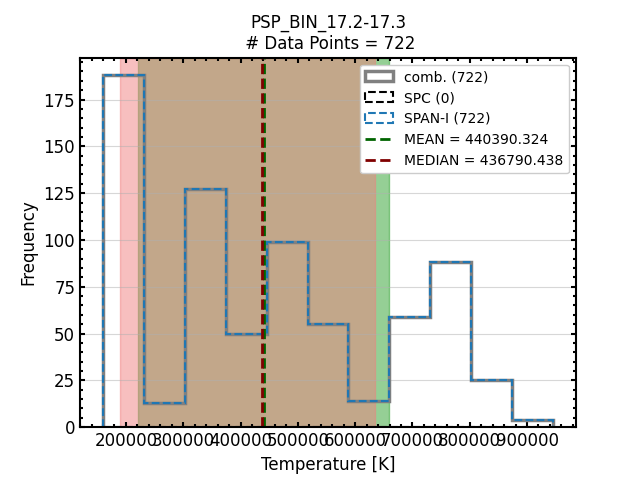 PSP_BIN_17.2-17.3
# Data Points = 722
comb. (722)
SPC (0)
SPAN-I (722)
MEAN = 440390.324
MEDIAN = 436790.438
Frequency
175
150
125
100
75
50
25
0
200000 300000 400000 500000 600000 700000 800000 900000
Temperature [K]